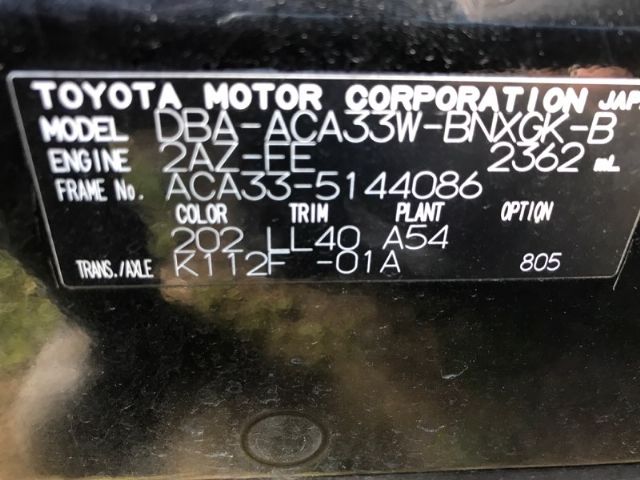 TOYOTA MOTOR CORPORATION JAP
MODEL DBA-ACA33W-BNXGK-B
ENGINE 2AZ-FE 2362 mL
FRAME No. ACA33-5144086
COLOR TRIM PLANT OPTION
202 LL40 A54
TRANS./AXLE K112F -01A 805